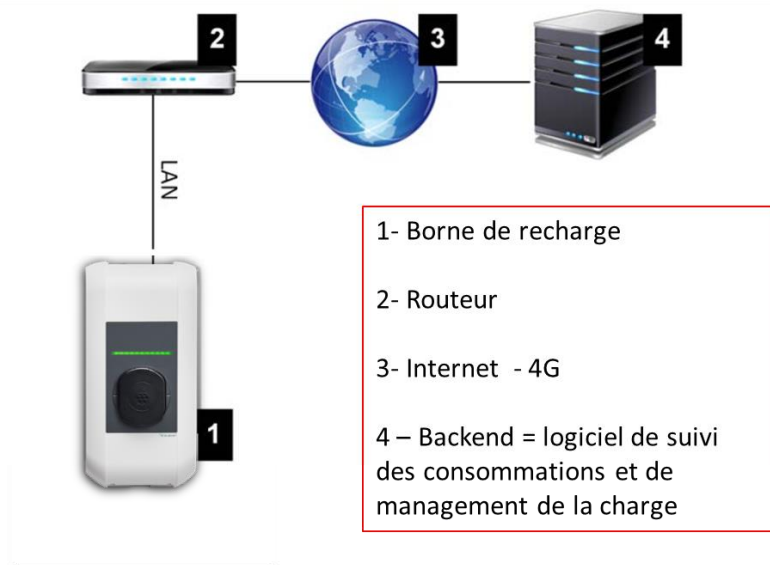 2
3
4
LAN
1
1- Borne de recharge
2- Routeur
3- Internet - 4G
4 – Backend = logiciel de suivi
des consommations et de
management de la charge